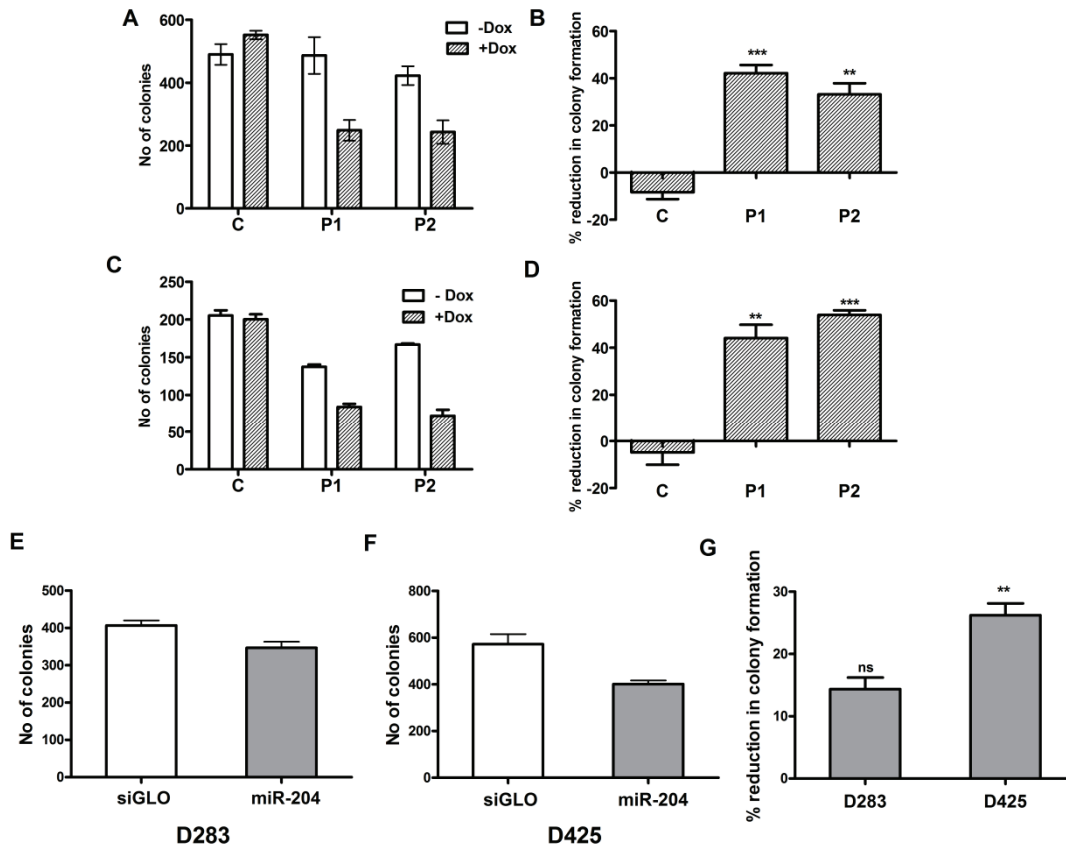 A
No of colonies
600
400
200
0
-Dox
+Dox
C P1 P2
B
% reduction in colony formation
60
40
20
0
-20
***
**
C P1 P2
C
No of colonies
250
200
150
100
50
0
- Dox
+Dox
C P1 P2
D
% reduction in colony formation
60
40
20
0
-20
**
***
C P1 P2
E
No of colonies
500
400
300
200
100
0
siGLO miR-204
D283
F
No of colonies
800
600
400
200
0
siGLO miR-204
D425
G
% reduction in colony formation
30
20
10
0
ns
**
D283 D425